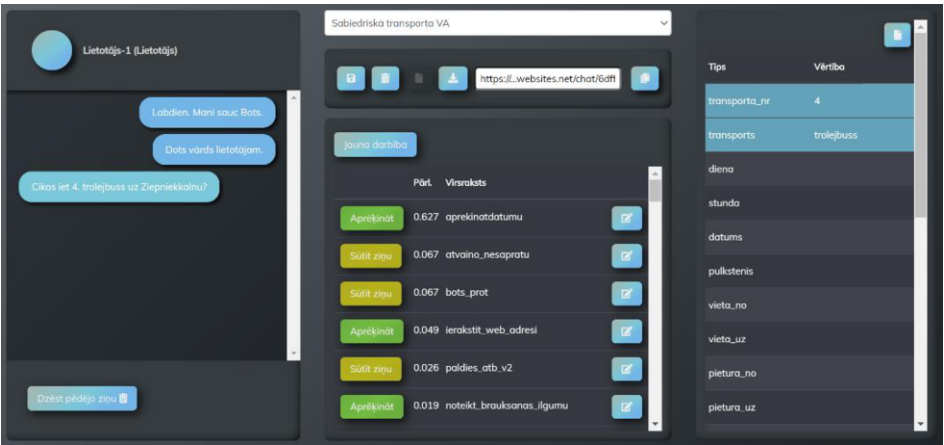 Lietotājs-1 (Lietotājs)
Labdien. Mani sauc Bots.
Dots vārds lietotājam.
Cikos iet 4. trolejbuss uz Ziepniekkalnu?
Dzēst pēdējo ziņu
Sabiedriskā transporta VA
https://...websites.net/chat/6dff
Jauna darbība
Pārl. Virsraksts
Aprēķināt 0.627 aprekinatdatumu
Sūtīt ziņu 0.067 atvaino_nesapratu
Sūtīt ziņu 0.067 bots_prot
Aprēķināt 0.049 ierakstit_web_adresi
Sūtīt ziņu 0.026 paldies_atb_v2
Aprēķināt 0.019 noteikt_brauksanas_ilgumu
Tips Vērtība
transporta_nr 4
transports trolejbuss
diena
stunda
datums
pulkstenis
vieta_no
vieta_uz
pietura_no
pietura_uz